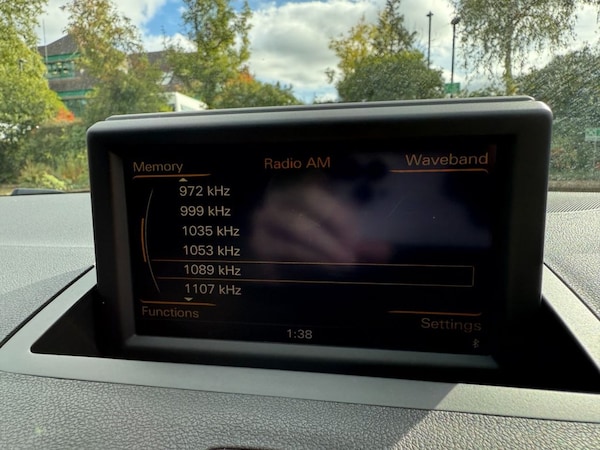 Memory
Radio AM
Waveband
972 kHz
999 kHz
1035 kHz
1053 kHz
1089 kHz
1107 kHz
Functions
Settings
1:38